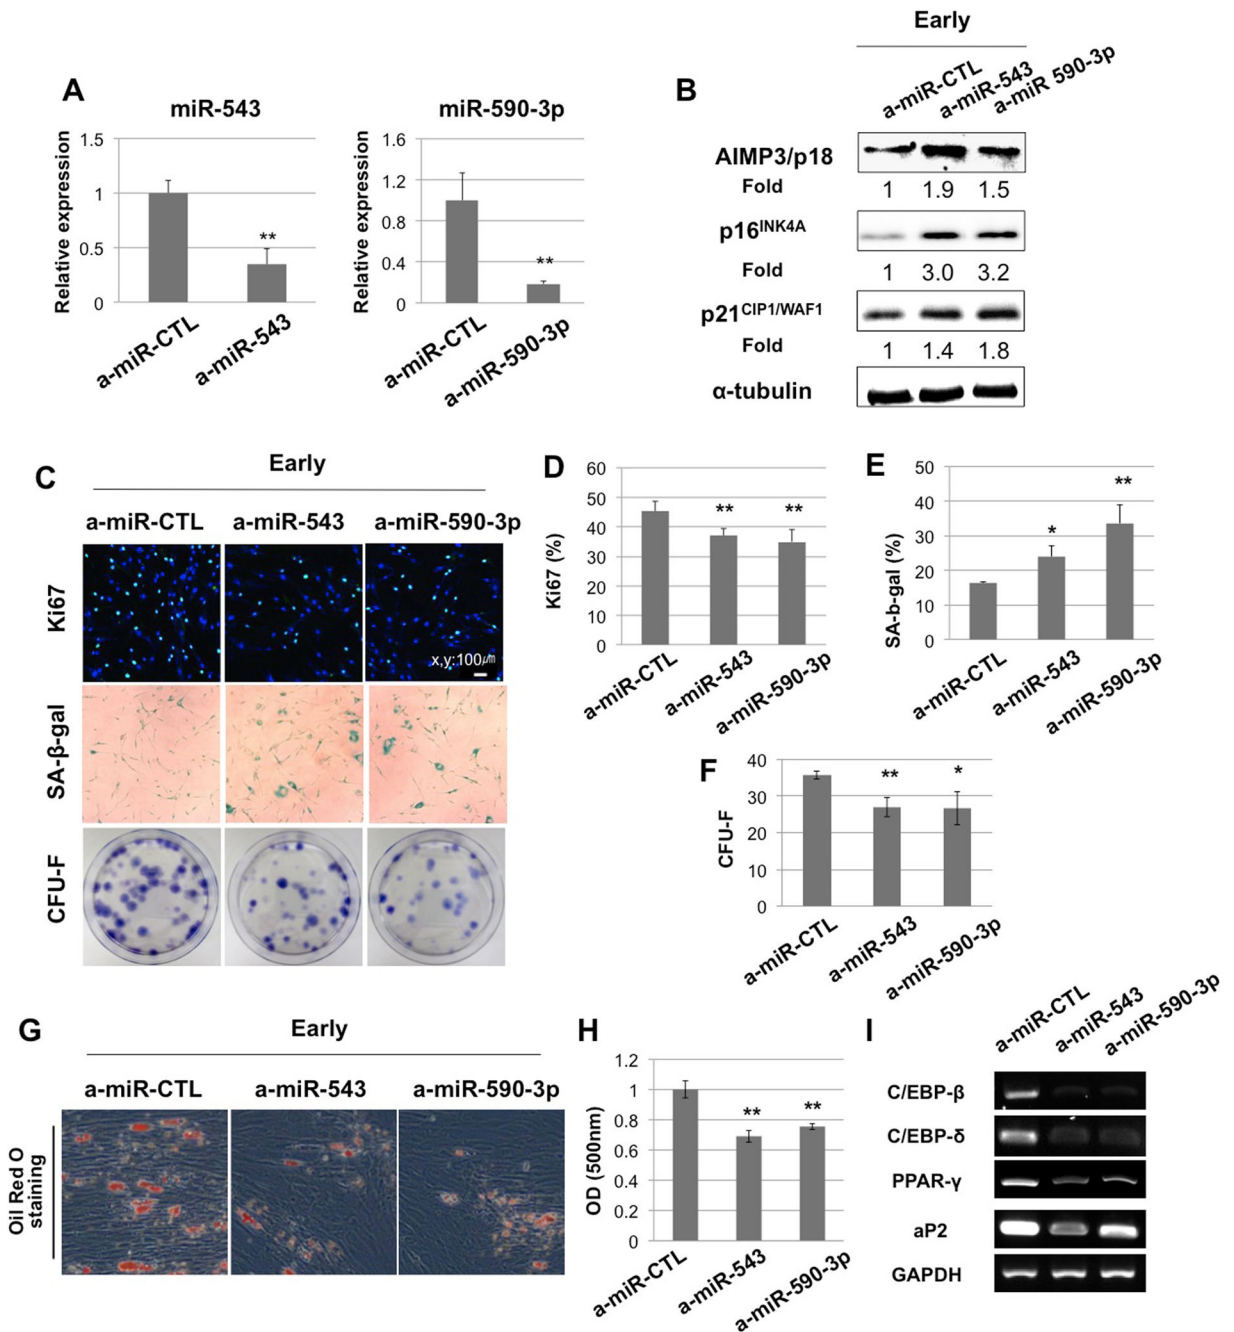 A
miR-543
Relative expression
1.5
1
0.5
0
**
a-miR-CTL
a-miR-543
miR-590-3p
Relative expression
1.6
1.2
0.8
0.4
0
**
a-miR-CTL
a-miR-590-3p
B
Early
a-miR-CTL
a-miR-543
a-miR 590-3p
AIMP3/p18
Fold 1 1.9 1.5
p16INK4A
Fold 1 3.0 3.2
p21CIP1/WAF1
Fold 1 1.4 1.8
α-tubulin
C
Early
a-miR-CTL a-miR-543 a-miR-590-3p
Ki67
x,y:100㎛
SA-β-gal
CFU-F
D
Ki67 (%)
60
50
40
30
20
10
0
** **
a-miR-CTL
a-miR-543
a-miR-590-3p
E
SA-b-gal (%)
50
40
30
20
10
0
* **
a-miR-CTL
a-miR-543
a-miR-590-3p
F
CFU-F
40
30
20
10
0
** *
a-miR-CTL
a-miR-543
a-miR-590-3p
G
Early
a-miR-CTL a-miR-543 a-miR-590-3p
Oil Red O
staining
H
OD (500nm)
1.2
1
0.8
0.6
0.4
0.2
0
** **
a-miR-CTL
a-miR-543
a-miR-590-3p
I
a-miR-CTL
a-miR-543
a-miR-590-3p
C/EBP-β
C/EBP-δ
PPAR-γ
aP2
GAPDH